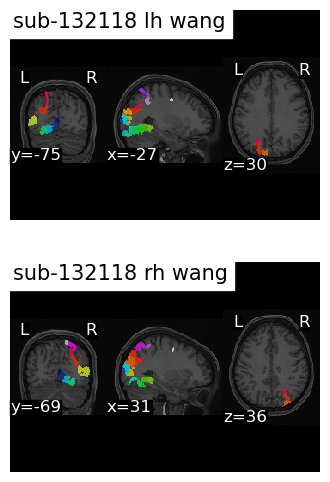 sub-132118 lh wang
L R
L R
y=-75 x=-27 z=30
sub-132118 rh wang
L R
L R
y=-69 x=31 z=36